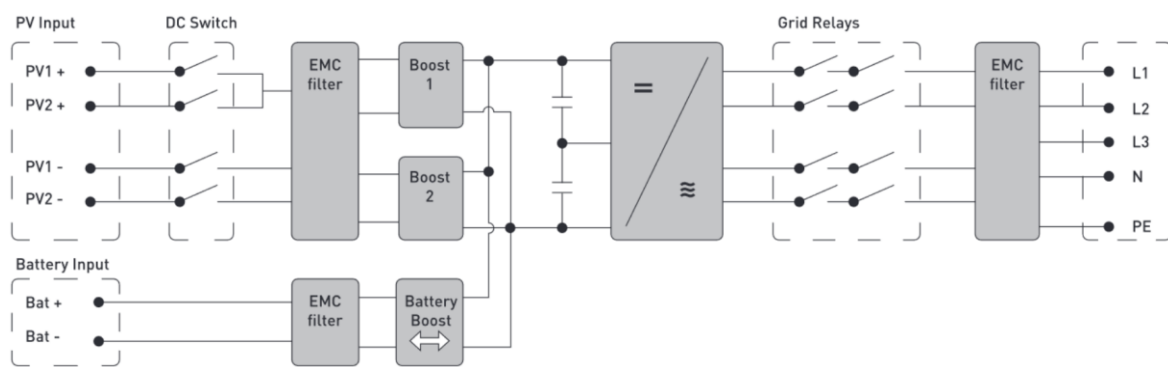 PV Input
DC Switch
Grid Relays
PV1 +
PV2 +
PV1 -
PV2 -
EMC
filter
Boost
1
Boost
2
=
≋
EMC
filter
L1
L2
L3
N
PE
Battery Input
Bat +
Bat -
EMC
filter
Battery
Boost